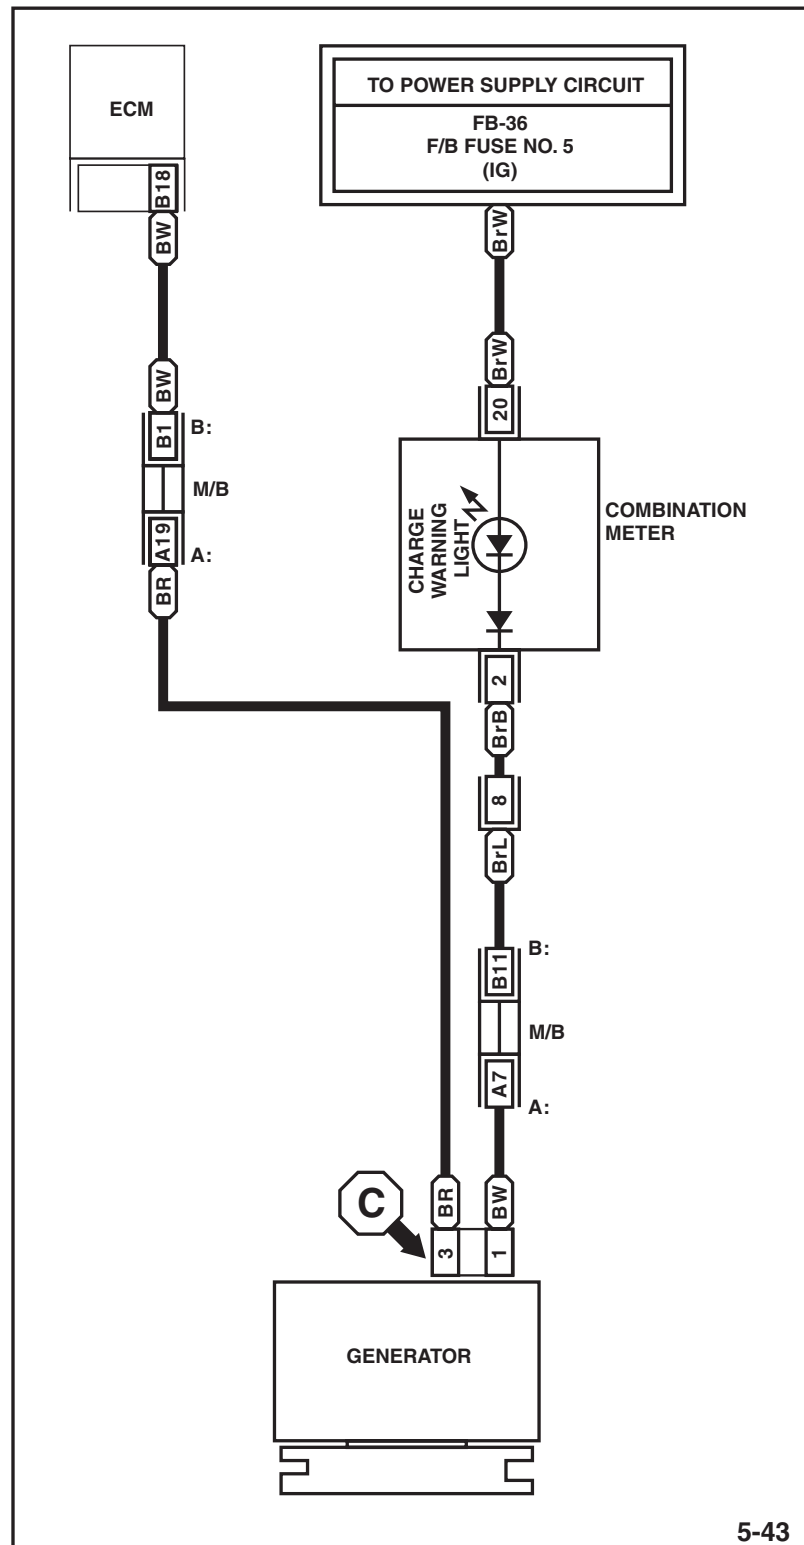 ECM
B18
BW
BW
B1
B:
M/B
A19
A:
BR
TO POWER SUPPLY CIRCUIT
FB-36
F/B FUSE NO. 5
(IG)
BrW
BrW
20
CHARGE
WARNING
LIGHT
COMBINATION
METER
2
BrB
8
BrL
B:
B11
M/B
A7
A:
C
BR
BW
3
1
GENERATOR
5-43